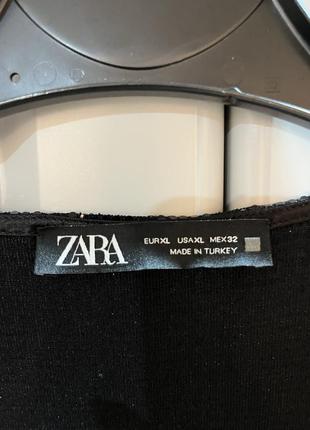 ZARA
EUR XL USA XL MEX 32
MADE IN TURKEY